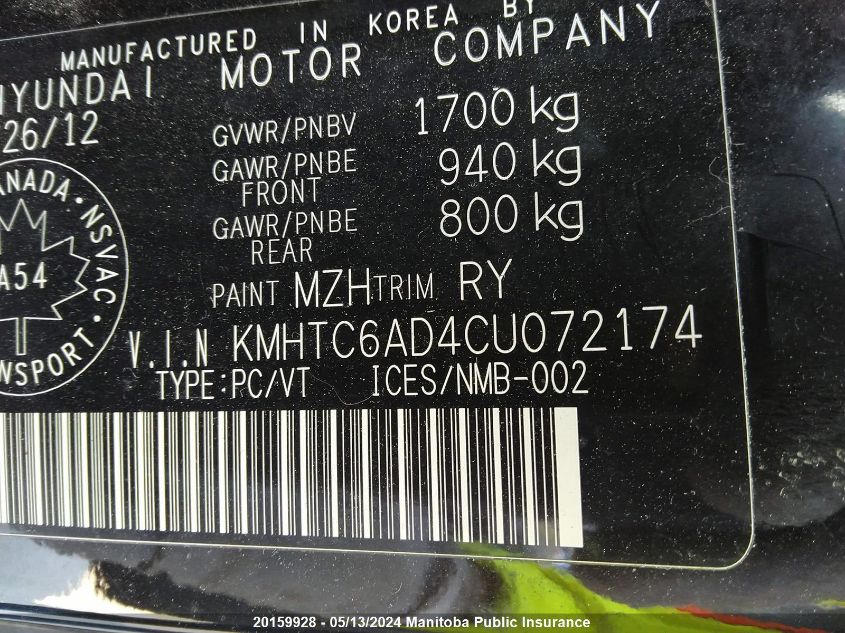 MANUFACTURED IN KOREA BY
HYUNDAI MOTOR COMPANY
26/12
GVWR/PNBV 1700 kg
GAWR/PNBE FRONT 940 kg
GAWR/PNBE REAR 800 kg
CANADA · NSVAC ·
A54
PAINT MZH TRIM RY
V.I.N KMHTC6AD4CU072174
TYPE:PC/VT ICES/NMB-002
20159928 - 05/13/2024 Manitoba Public Insurance